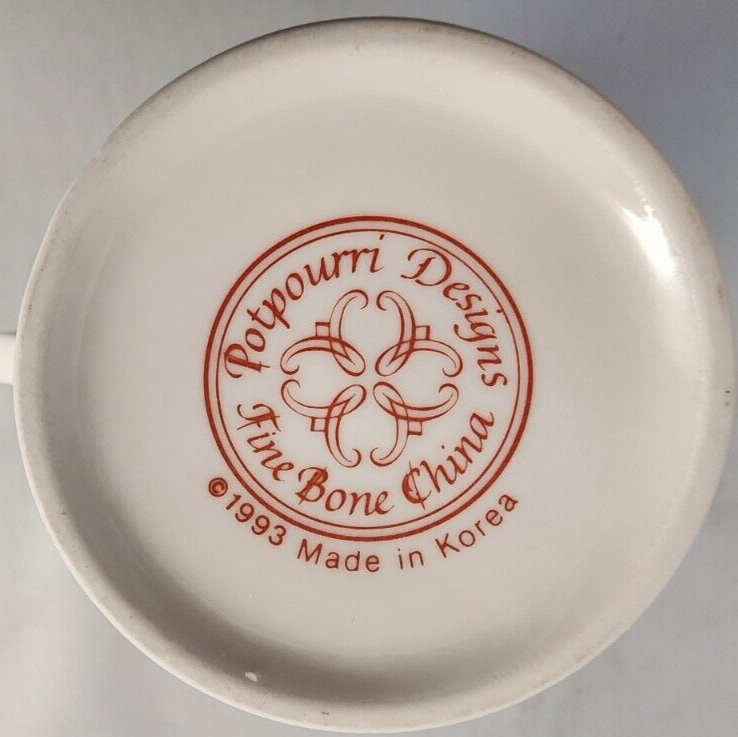 Potpourri Designs
Fine Bone China
©1993 Made in Korea